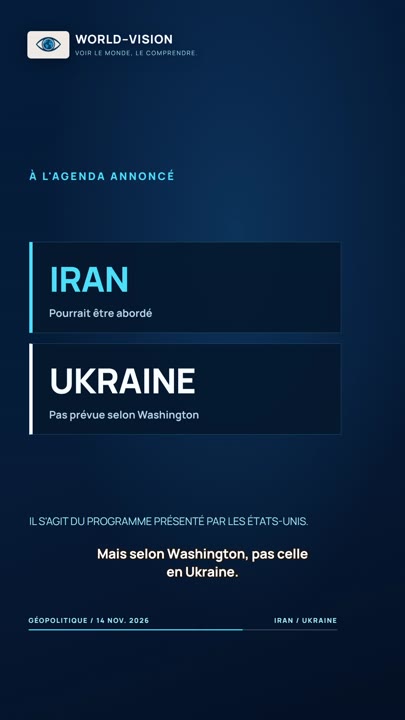 WORLD-VISION
VOIR LE MONDE, LE COMPRENDRE.
À L'AGENDA ANNONCÉ
IRAN
Pourrait être abordé
UKRAINE
Pas prévue selon Washington
IL S'AGIT DU PROGRAMME PRÉSENTÉ PAR LES ÉTATS-UNIS.
Mais selon Washington, pas celle
en Ukraine.
GÉOPOLITIQUE / 14 NOV. 2026
IRAN / UKRAINE